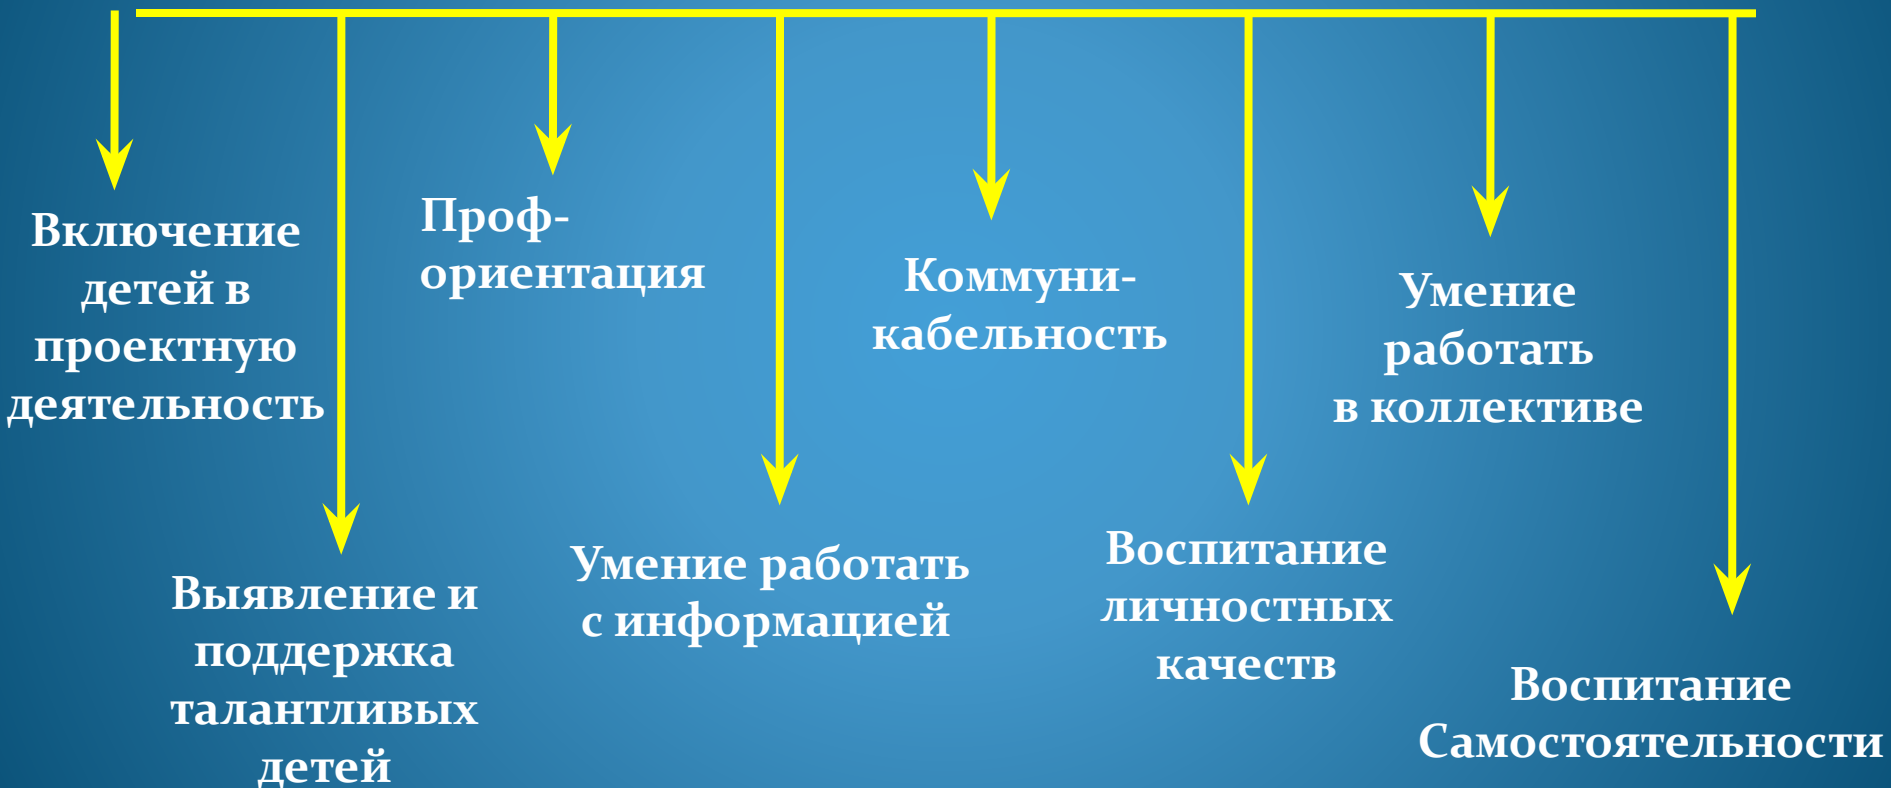 Включение
детей в
проектную
деятельность
Выявление и
поддержка
талантливых
детей
Проф-
ориентация
Умение работать
с информацией
Коммуни-
кабельность
Воспитание
личностных
качеств
Умение
работать
в коллективе
Воспитание
Самостоятельности